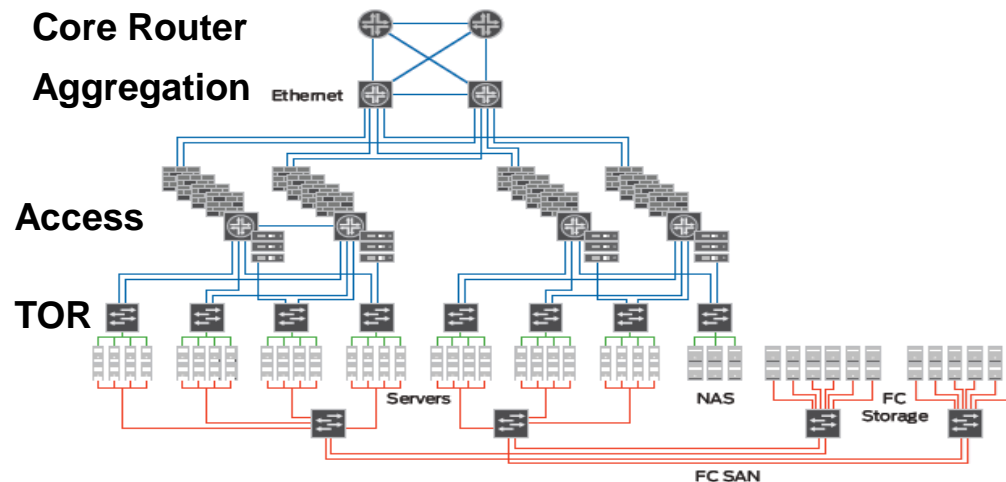 Core Router
Aggregation
Ethernet
Access
TOR
Servers
NAS
FC
Storage
FC SAN